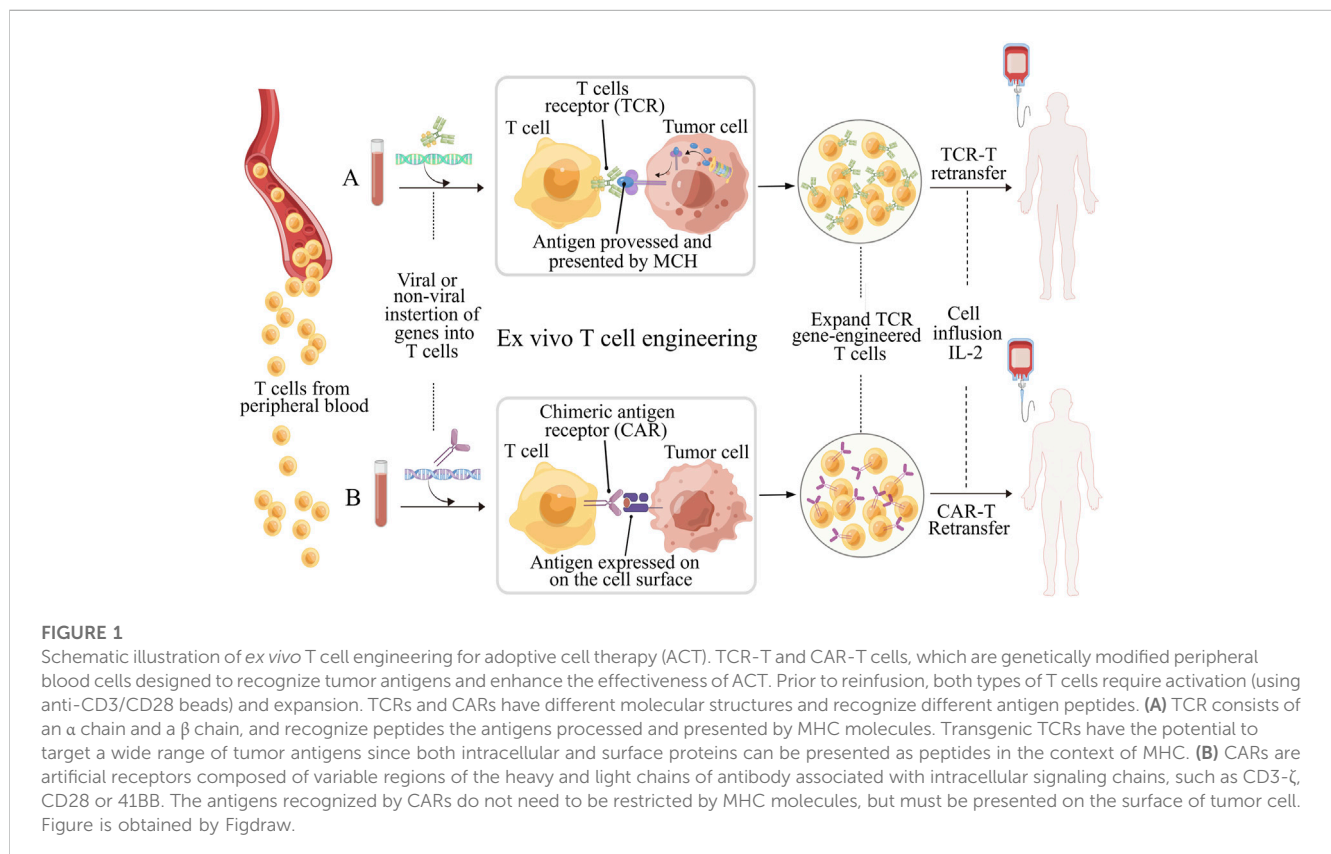 T cells
receptor (TCR)
T cell
Tumor cell
A
Antigen provessed and
presented by MCH
TCR-T
retransfer
Viral or
non-viral
instertion of
genes into
T cells
Ex vivo T cell engineering
Expand TCR
gene-engineered
T cells
Cell
influsion
IL-2
T cells from
peripheral blood
Chimeric antigen
receptor (CAR)
T cell
Tumor cell
B
Antigen expressed on
on the cell surface
CAR-T
Retransfer
FIGURE 1
Schematic illustration of ex vivo T cell engineering for adoptive cell therapy (ACT). TCR-T and CAR-T cells, which are genetically modified peripheral
blood cells designed to recognize tumor antigens and enhance the effectiveness of ACT. Prior to reinfusion, both types of T cells require activation (using
anti-CD3/CD28 beads) and expansion. TCRs and CARs have different molecular structures and recognize different antigen peptides. (A) TCR consists of
an α chain and a β chain, and recognize peptides the antigens processed and presented by MHC molecules. Transgenic TCRs have the potential to
target a wide range of tumor antigens since both intracellular and surface proteins can be presented as peptides in the context of MHC. (B) CARs are
artificial receptors composed of variable regions of the heavy and light chains of antibody associated with intracellular signaling chains, such as CD3-ζ,
CD28 or 41BB. The antigens recognized by CARs do not need to be restricted by MHC molecules, but must be presented on the surface of tumor cell.
Figure is obtained by Figdraw.